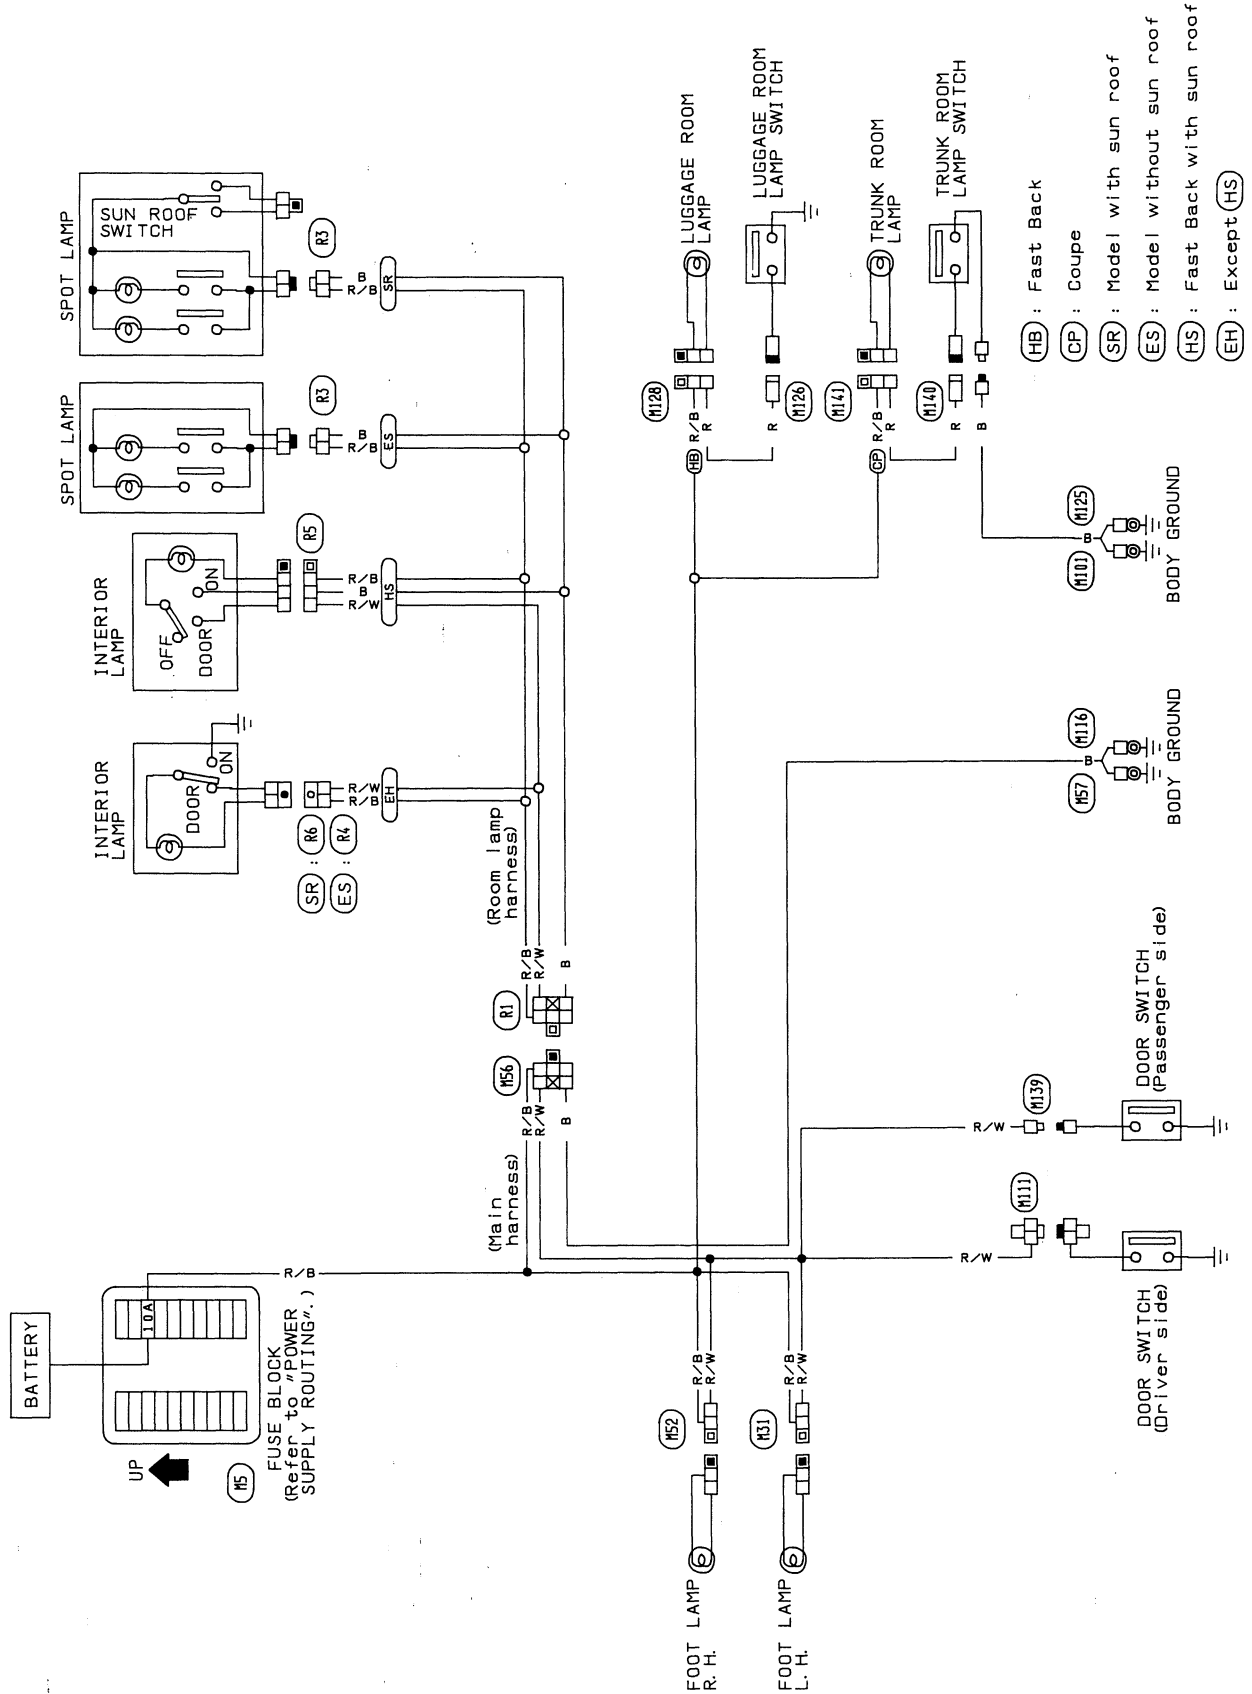 BATTERY
10A
UP
M5
FUSE BLOCK
(Refer to "POWER
SUPPLY ROUTING".)
R/B
(Main
harness)
R/B
R/W
B
M56
R1
R/B
R/W
B
(Room lamp
harness)
INTERIOR
LAMP
DOOR
ON
SR : R6
ES : R4
R/W
R/B
EH
INTERIOR
LAMP
OFF
DOOR
ON
R5
R/B
B
R/W
HS
SPOT LAMP
R3
B
R/B
ES
SPOT LAMP
SUN ROOF
SWITCH
R3
B
R/B
SR
FOOT LAMP
R.H.
M52
R/B
R/W
FOOT LAMP
L.H.
M31
R/B
R/W
R/W
M111
DOOR SWITCH
(Driver side)
R/W
M139
DOOR SWITCH
(Passenger side)
B
M57
M116
BODY GROUND
B
M101
M125
BODY GROUND
HB
R/B
R
M128
LUGGAGE ROOM
LAMP
R
M126
LUGGAGE ROOM
LAMP SWITCH
CP
R/B
R
M141
TRUNK ROOM
LAMP
R
B
M140
TRUNK ROOM
LAMP SWITCH
HB : Fast Back
CP : Coupe
SR : Model with sun roof
ES : Model without sun roof
HS : Fast Back with sun roof
EH : Except HS